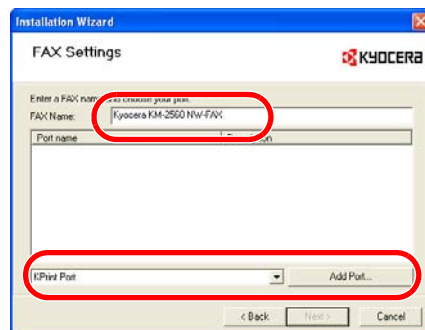 Installation Wizard
FAX Settings
KYOCERA
Enter a FAX name and choose your port.
FAX Name: Kyocera KM-2560 NW-FAX
Port name
KPrint Port Add Port...
< Back Next > Cancel